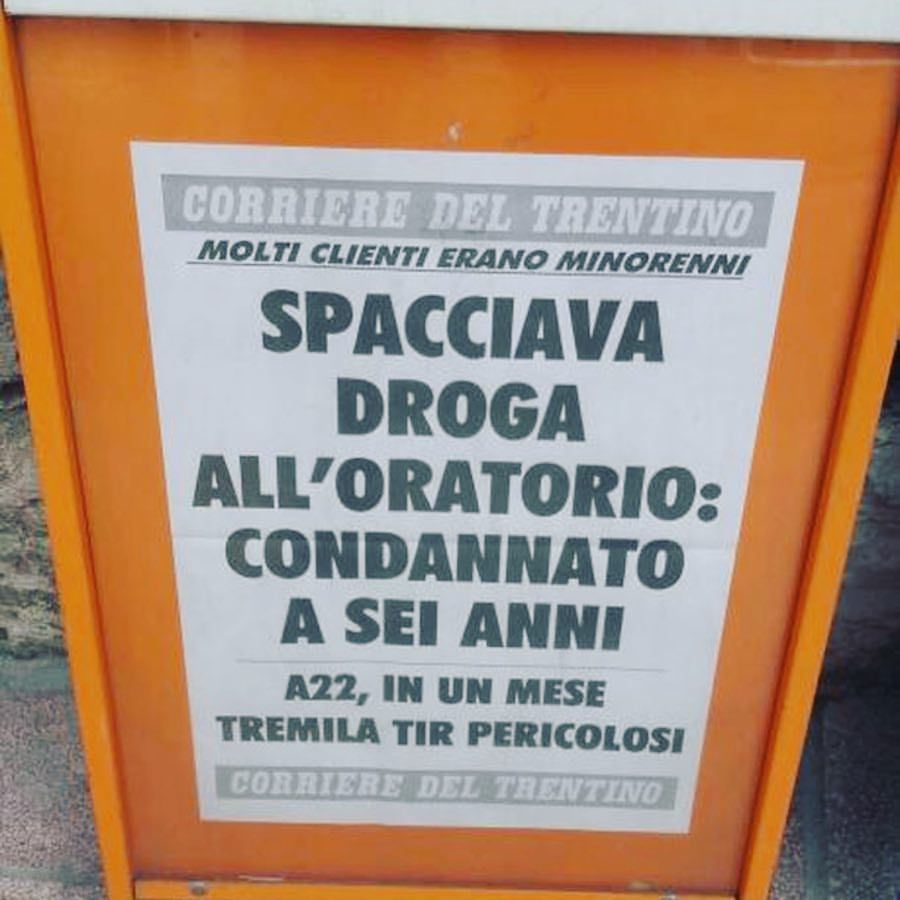 CORRIERE DEL TRENTINO
MOLTI CLIENTI ERANO MINORENNI
SPACCIAVA
DROGA
ALL'ORATORIO:
CONDANNATO
A SEI ANNI
A22, IN UN MESE
TREMILA TIR PERICOLOSI
CORRIERE DEL TRENTINO